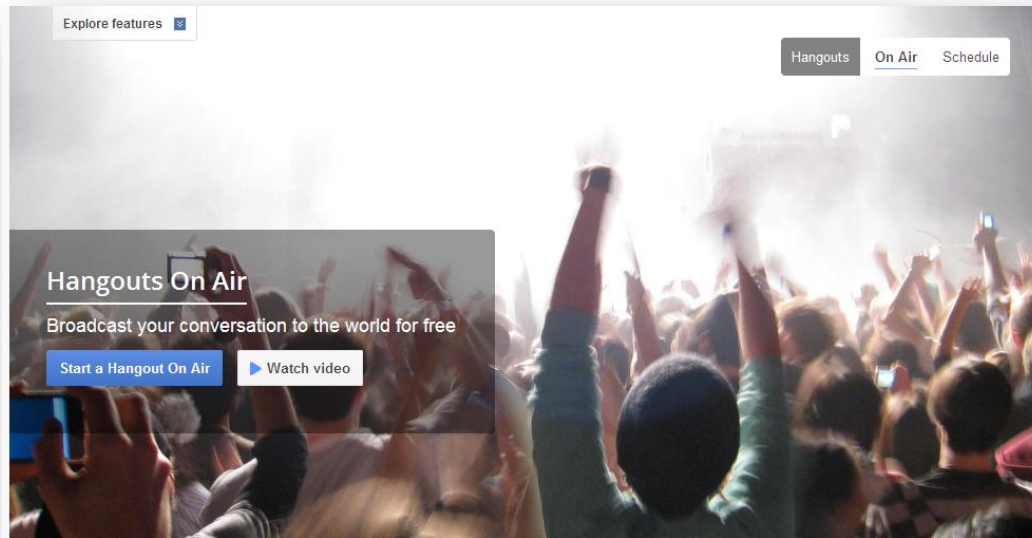 Explore features
Hangouts On Air Schedule
Hangouts On Air
Broadcast your conversation to the world for free
Start a Hangout On Air Watch video